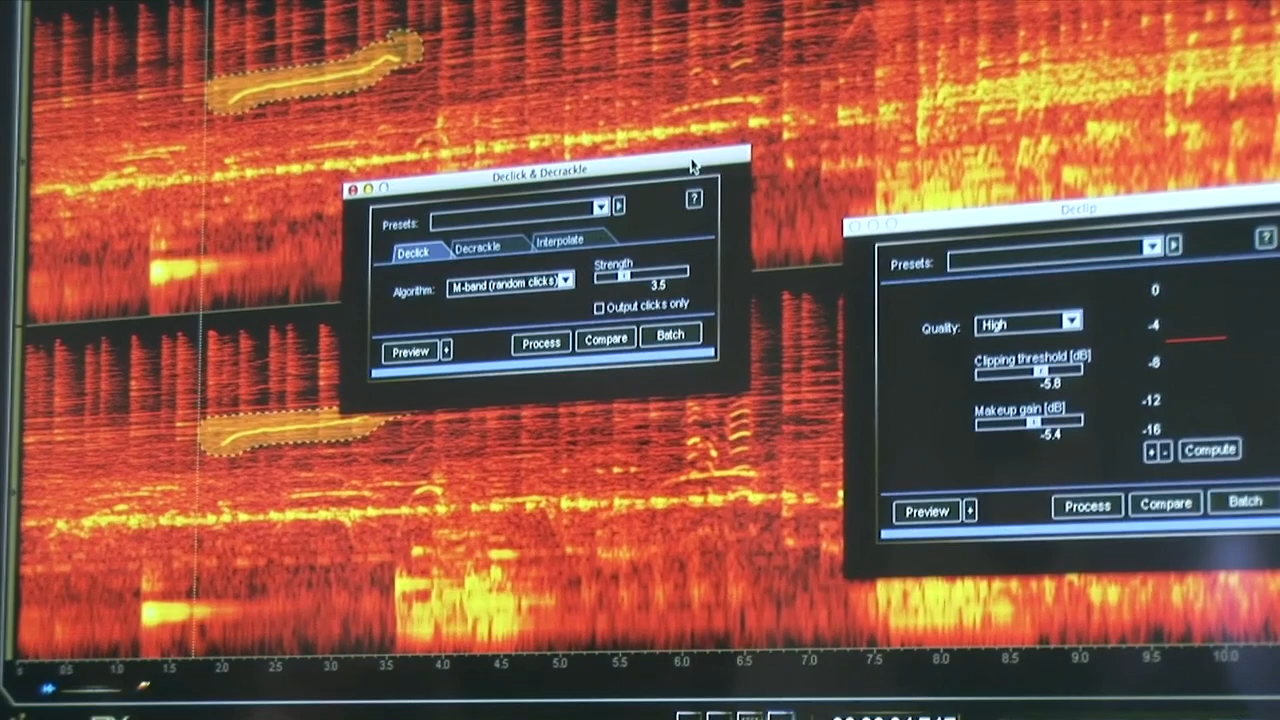 Declick & Decrackle
Presets:
?
Declick
Decrackle
Interpolate
Algorithm:
M-band (random clicks)
Strength
3.5
Output clicks only
Preview
+
Process
Compare
Batch
Declip
Presets:
?
Quality:
High
Clipping threshold [dB]
-5.8
Makeup gain [dB]
-5.4
0
-4
-8
-12
-16
+ -
Compute
Preview
+
Process
Compare
Batch
0.5 1.0 1.5 2.0 2.5 3.0 3.5 4.0 4.5 5.0 5.5 6.0 6.5 7.0 7.5 8.0 8.5 9.0 9.5 10.0